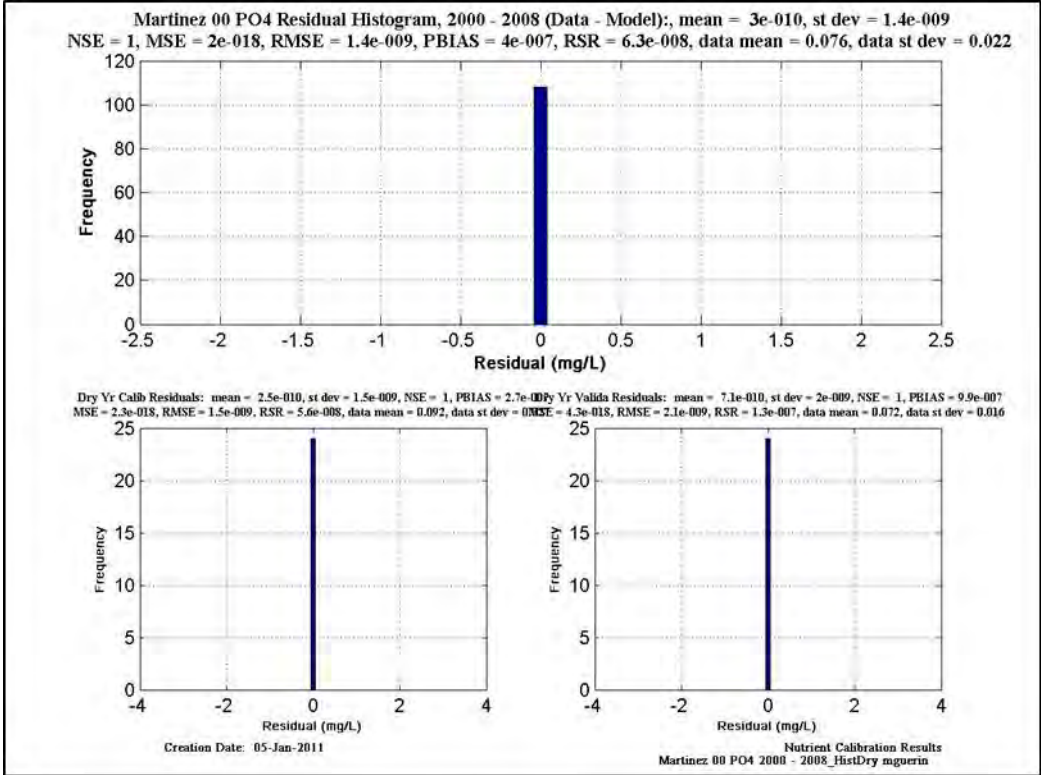 Martinez 00 PO4 Residual Histogram, 2000 - 2008 (Data - Model):, mean = 3e-010, st dev = 1.4e-009
NSE = 1, MSE = 2e-018, RMSE = 1.4e-009, PBIAS = 4e-007, RSR = 6.3e-008, data mean = 0.076, data st dev = 0.022
120
100
80
60
40
20
0
Frequency
-2.5 -2 -1.5 -1 -0.5 0 0.5 1 1.5 2 2.5
Residual (mg/L)
Dry Yr Calib Residuals: mean = 2.5e-010, st dev = 1.5e-009, NSE = 1, PBIAS = 2.7e-007
MSE = 2.3e-018, RMSE = 1.5e-009, RSR = 5.6e-008, data mean = 0.092, data st dev =
25
20
15
10
5
0
Frequency
-4 -2 0 2 4
Residual (mg/L)
Dry Yr Valida Residuals: mean = 7.1e-010, st dev = 2e-009, NSE = 1, PBIAS = 9.9e-007
MSE = 4.3e-018, RMSE = 2.1e-009, RSR = 1.3e-007, data mean = 0.072, data st dev = 0.016
25
20
15
10
5
0
Frequency
-4 -2 0 2 4
Residual (mg/L)
Creation Date: 05-Jan-2011
Nutrient Calibration Results
Martinez 00 PO4 2000 - 2008_HistDry mguerin